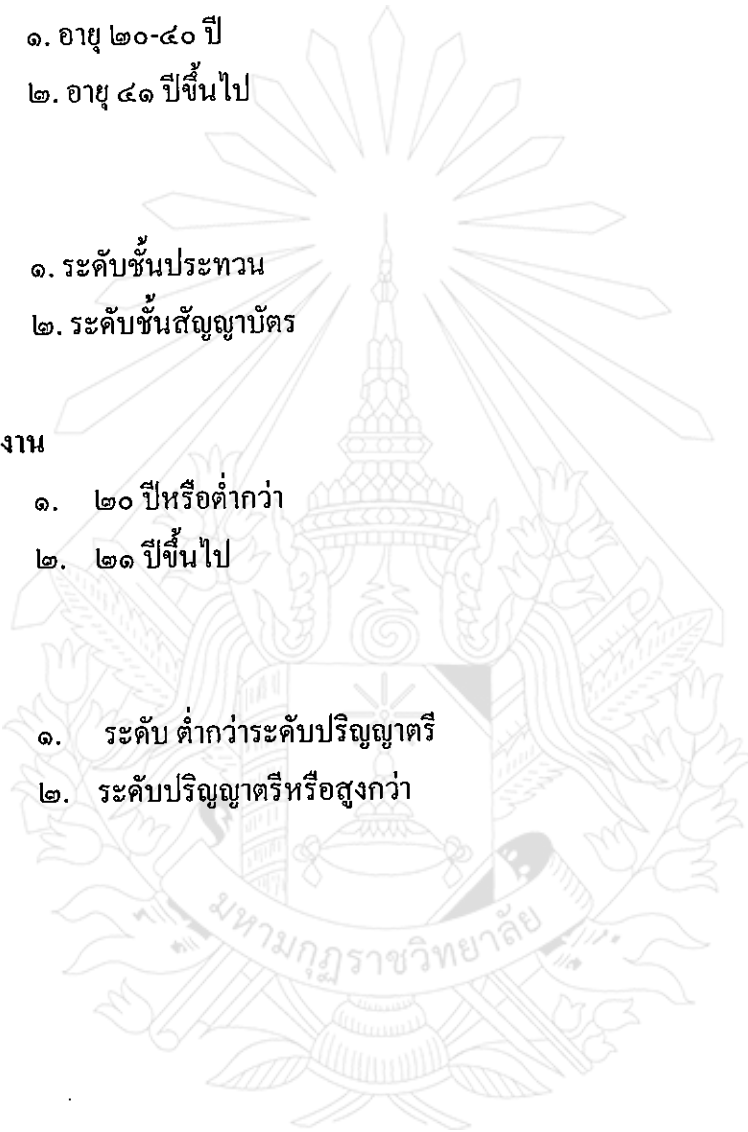 ๑. อายุ ๒๐-๔๐ ปี
๒. อายุ ๔๑ ปีขึ้นไป
๑. ระดับชั้นประทวน
๒. ระดับชั้นสัญญาบัตร
งาน
๑. ๒๐ ปีหรือต่ำกว่า
๒. ๒๑ ปีขึ้นไป
๑. ระดับ ต่ำกว่าระดับปริญญาตรี
๒. ระดับปริญญาตรีหรือสูงกว่า
มหามกุฏราชวิทยาลัย